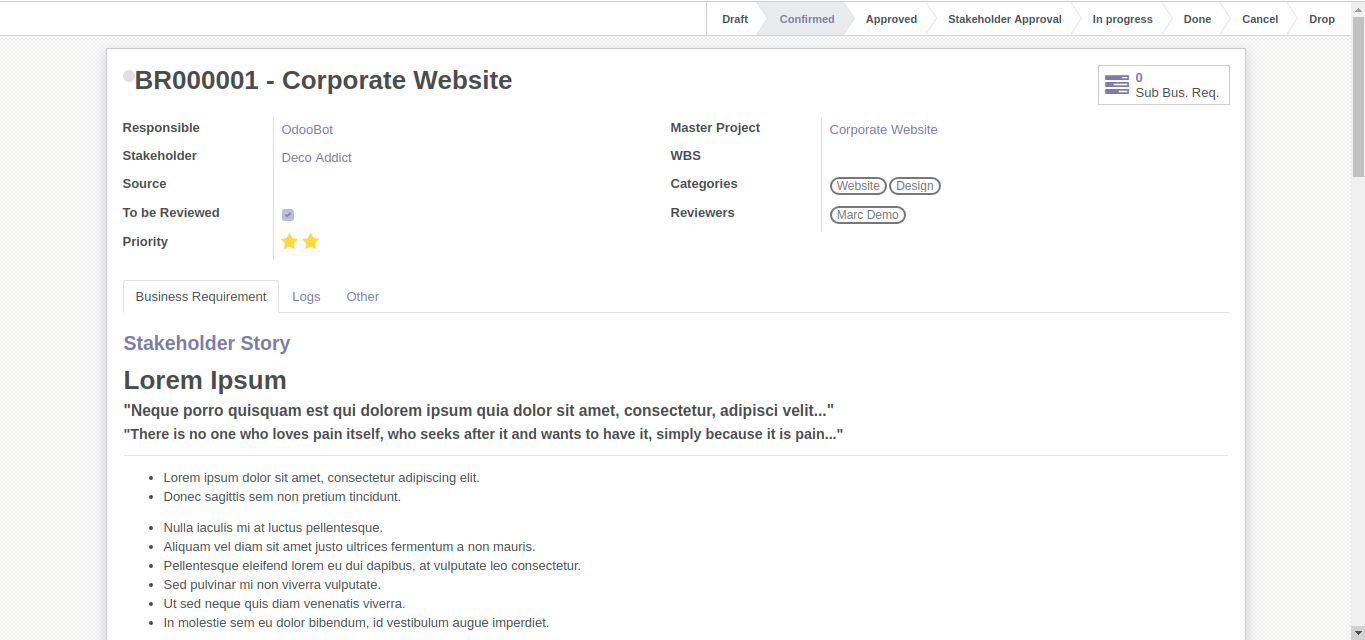 Draft Confirmed Approved Stakeholder Approval In progress Done Cancel Drop
BR000001 - Corporate Website
0
Sub Bus. Req.
Responsible OdooBot
Stakeholder Deco Addict
Source
To be Reviewed
Priority
Master Project Corporate Website
WBS
Categories Website Design
Reviewers Marc Demo
Business Requirement Logs Other
Stakeholder Story
Lorem Ipsum
"Neque porro quisquam est qui dolorem ipsum quia dolor sit amet, consectetur, adipisci velit..."
"There is no one who loves pain itself, who seeks after it and wants to have it, simply because it is pain..."
• Lorem ipsum dolor sit amet, consectetur adipiscing elit.
• Donec sagittis sem non pretium tincidunt.
• Nulla iaculis mi at luctus pellentesque.
• Aliquam vel diam sit amet justo ultrices fermentum a non mauris.
• Pellentesque eleifend lorem eu dui dapibus, at vulputate leo consectetur.
• Sed pulvinar mi non viverra vulputate.
• Ut sed neque quis diam venenatis viverra.
• In molestie sem eu dolor bibendum, id vestibulum augue imperdiet.